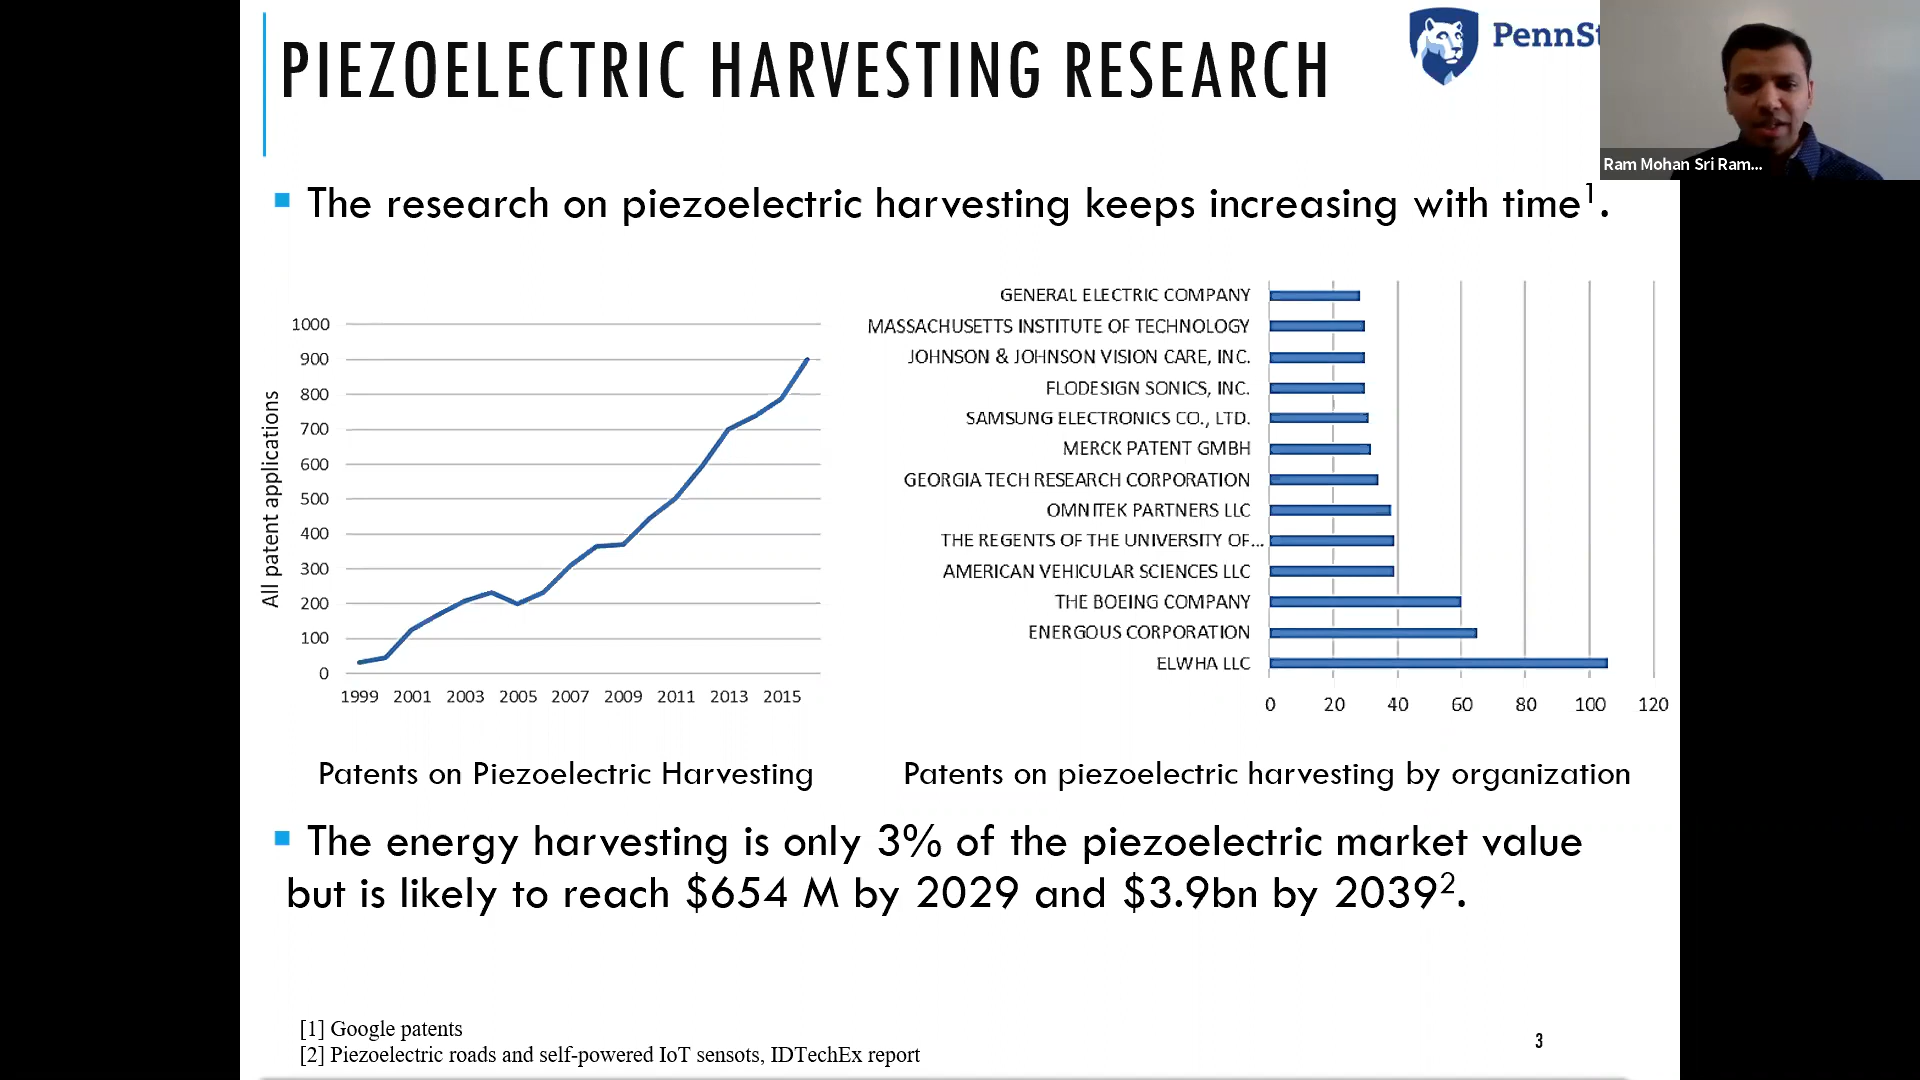 PIEZOELECTRIC HARVESTING RESEARCH
PennSt
Ram Mohan Sri Ram...
The research on piezoelectric harvesting keeps increasing with time¹.
All patent applications
1000
900
800
700
600
500
400
300
200
100
0
1999 2001 2003 2005 2007 2009 2011 2013 2015
GENERAL ELECTRIC COMPANY
MASSACHUSETTS INSTITUTE OF TECHNOLOGY
JOHNSON & JOHNSON VISION CARE, INC.
FLODESIGN SONICS, INC.
SAMSUNG ELECTRONICS CO., LTD.
MERCK PATENT GMBH
GEORGIA TECH RESEARCH CORPORATION
OMNITEK PARTNERS LLC
THE REGENTS OF THE UNIVERSITY OF...
AMERICAN VEHICULAR SCIENCES LLC
THE BOEING COMPANY
ENERGOUS CORPORATION
ELWHA LLC
0 20 40 60 80 100 120
Patents on Piezoelectric Harvesting
Patents on piezoelectric harvesting by organization
The energy harvesting is only 3% of the piezoelectric market value
but is likely to reach $654 M by 2029 and $3.9bn by 2039².
[1] Google patents
[2] Piezoelectric roads and self-powered IoT sensots, IDTechEx report
3